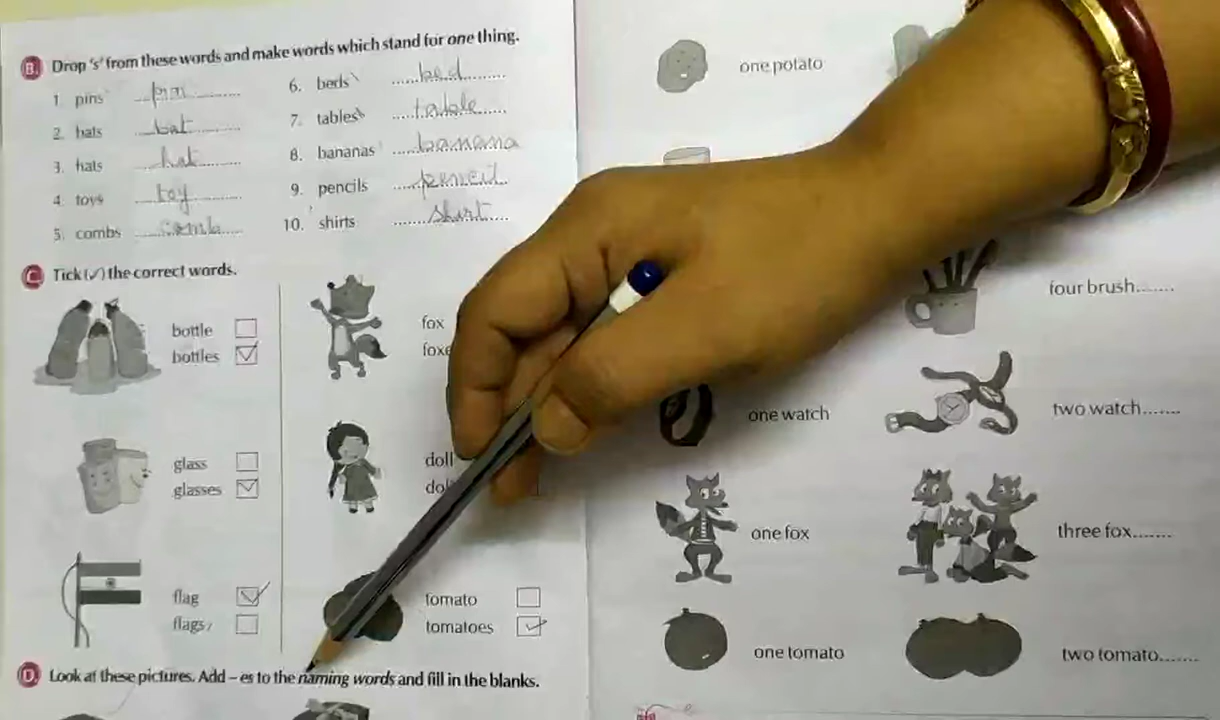 B. Drop 's' from these words and make words which stand for one thing.
1. pins pin
2. bats bat
3. hats hat
4. toys toy
5. combs comb
6. beds bed
7. tables table
8. bananas banana
9. pencils pencil
10. shirts shirt
C. Tick (✓) the correct words.
bottle
bottles ✓
glass
glasses ✓
flag ✓
flags
fox
doll
tomato
tomatoes ✓
D. Look at these pictures. Add – es to the naming words and fill in the blanks.
one potato
four brush.......
one watch
two watch.......
one fox
three fox.......
one tomato
two tomato.......